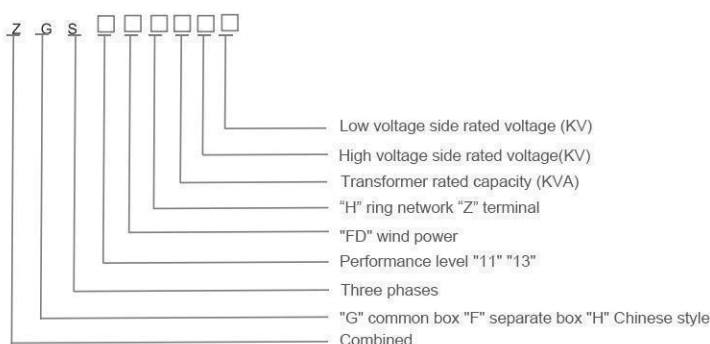 Z G S □ □ □ □ □ □
Low voltage side rated voltage (KV)
High voltage side rated voltage(KV)
Transformer rated capacity (KVA)
“H” ring network “Z” terminal
"FD" wind power
Performance level "11" "13"
Three phases
"G" common box "F" separate box "H" Chinese style
Combined